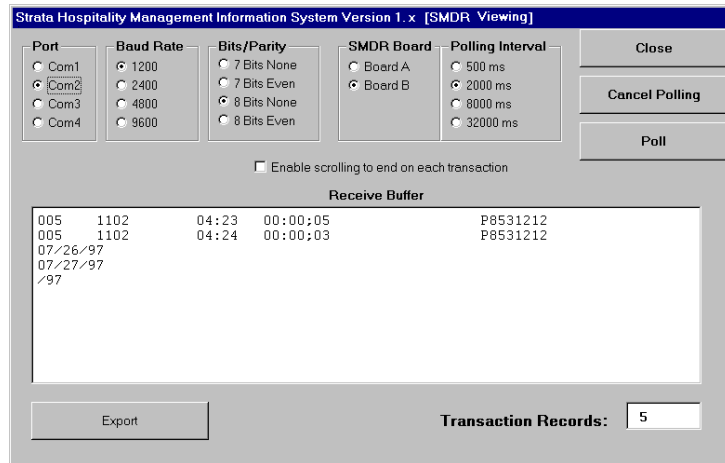 Strata Hospitality Management Information System Version 1.x [SMDR Viewing]
Port
Com1
Com2
Com3
Com4
Baud Rate
1200
2400
4800
9600
Bits/Parity
7 Bits None
7 Bits Even
8 Bits None
8 Bits Even
SMDR Board
Board A
Board B
Polling Interval
500 ms
2000 ms
8000 ms
32000 ms
Close
Cancel Polling
Poll
Enable scrolling to end on each transaction
Receive Buffer
005 1102 04:23 00:00;05 P8531212
005 1102 04:24 00:00;03 P8531212
07/26/97
07/27/97
/97
Export
Transaction Records: 5